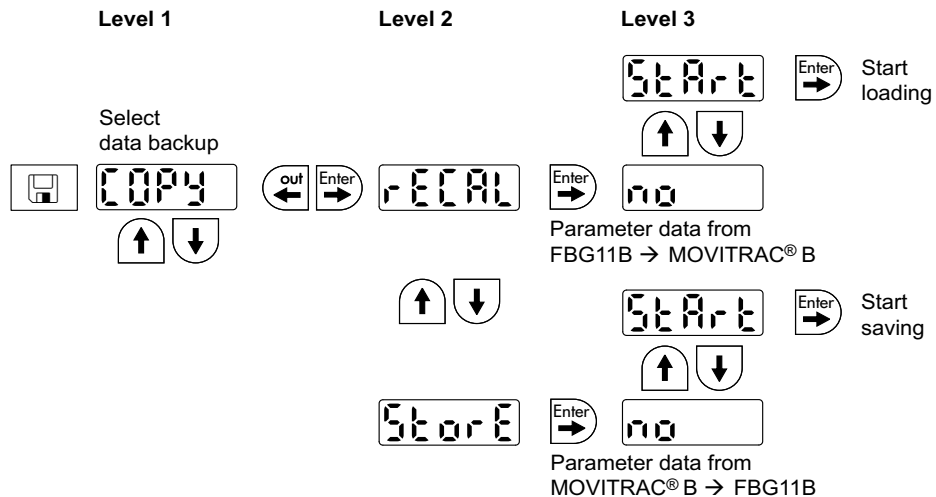 Level 1
Level 2
Level 3
StArt
Enter
Start
loading
Select
data backup
COPY
out
Enter
rECAL
Enter
no
Parameter data from
FBG11B → MOVITRAC® B
StArt
Enter
Start
saving
StorE
Enter
no
Parameter data from
MOVITRAC® B → FBG11B